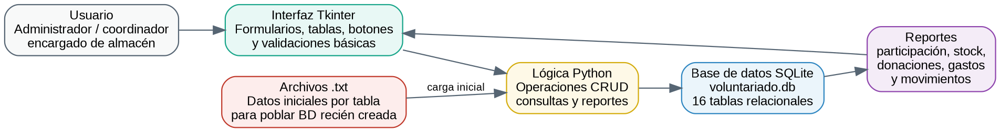 Usuario
Administrador / coordinador
encargado de almacén
Interfaz Tkinter
Formularios, tablas, botones
y validaciones básicas
Archivos .txt
Datos iniciales por tabla
para poblar BD recién creada
carga inicial
Lógica Python
Operaciones CRUD
consultas y reportes
Base de datos SQLite
voluntariado.db
16 tablas relacionales
Reportes
participación, stock,
donaciones, gastos
y movimientos